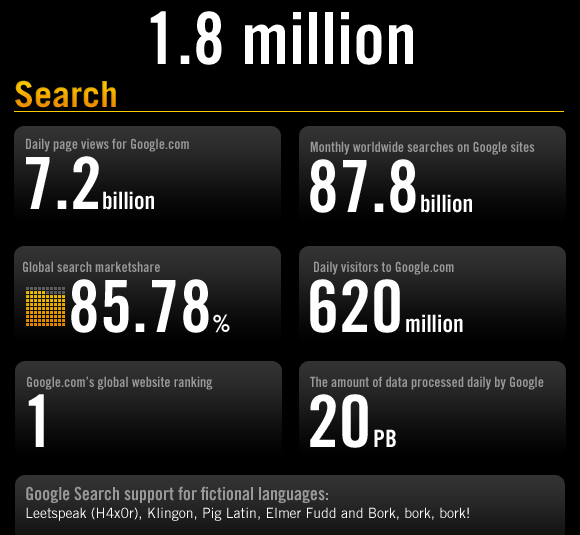 1.8 million
Search
Daily page views for Google.com
7.2 billion
Monthly worldwide searches on Google sites
87.8 billion
Global search marketshare
85.78%
Daily visitors to Google.com
620 million
Google.com's global website ranking
1
The amount of data processed daily by Google
20 PB
Google Search support for fictional languages:
Leetspeak (H4x0r), Klingon, Pig Latin, Elmer Fudd and Bork, bork, bork!